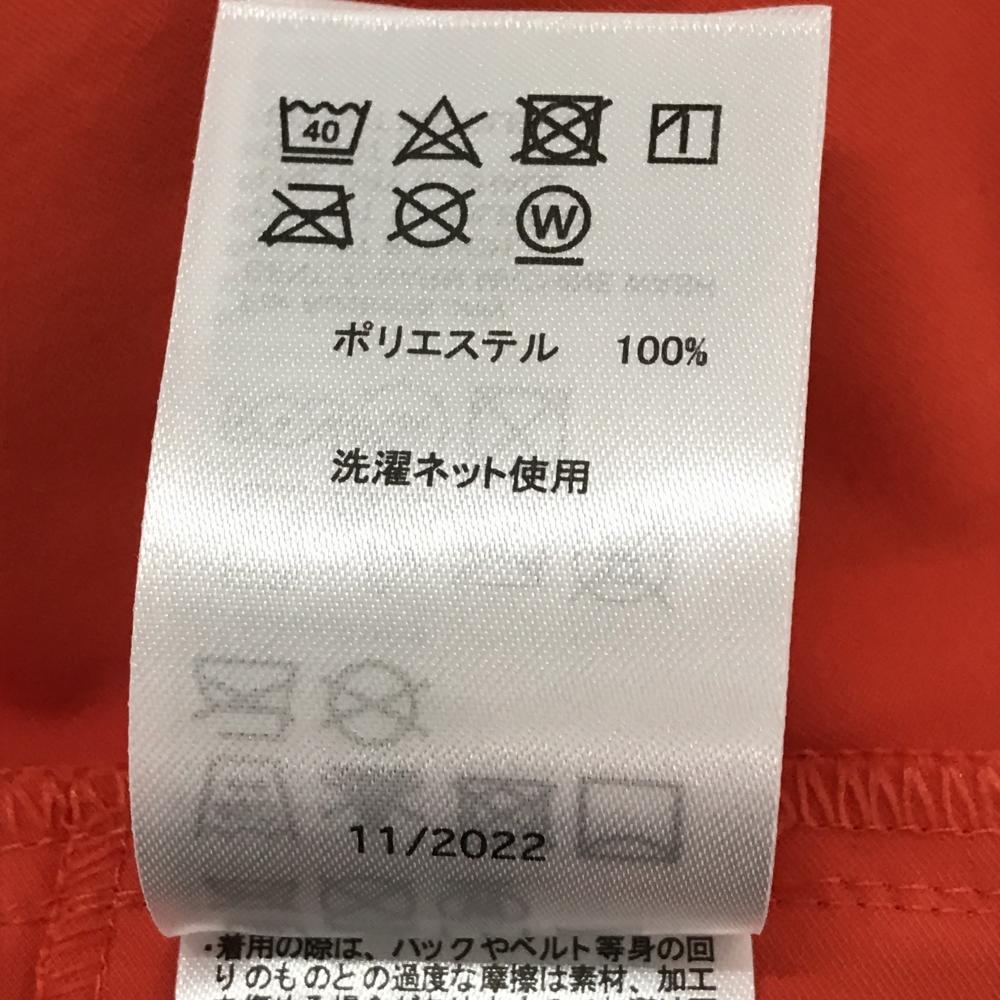 40
W
ポリエステル 100%
洗濯ネット使用
11/2022
・着用の際は、バックやベルト等身の回
りのものとの過度な摩擦は素材、加工